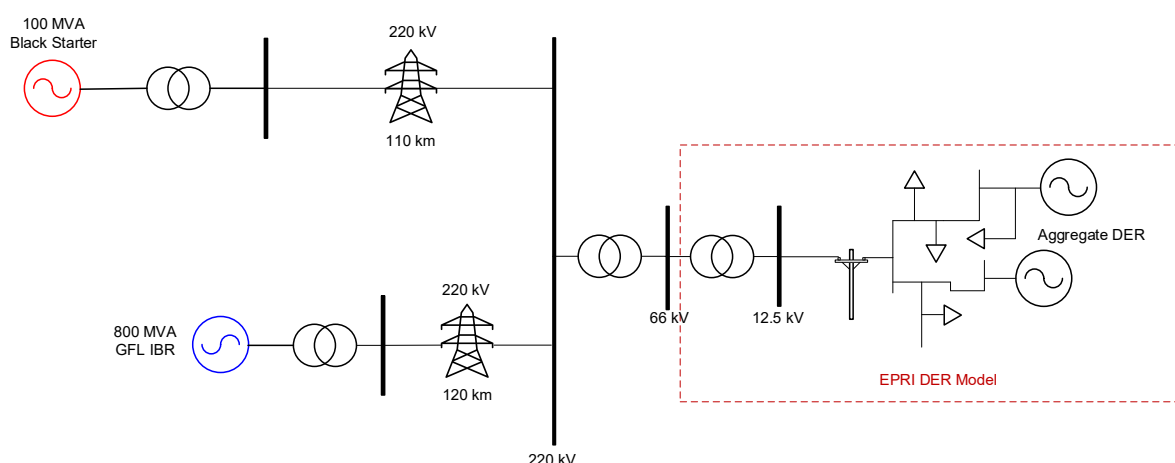 100 MVA
Black Starter
220 kV
110 km
800 MVA
GFL IBR
220 kV
120 km
220 kV
66 kV
12.5 kV
Aggregate DER
EPRI DER Model